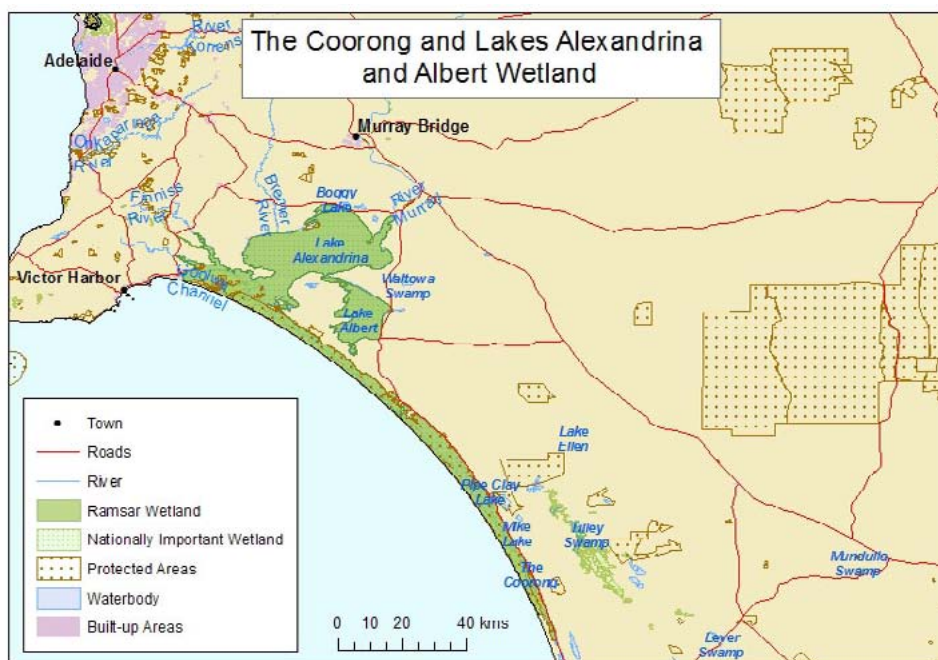 The Coorong and Lakes Alexandrina
and Albert Wetland
River
Adelaide
Onkaparinga
River
Murray Bridge
Finniss
River
Bremer
River
Boggy
Lake
River
Murray
Lake
Alexandrina
Victor Harbor
Goolwa
Channel
Waltowa
Swamp
Lake
Albert
Lake
Ellen
Pipe Clay
Lake
Mike
Lake
Tilley
Swamp
The
Coorong
Mundulla
Swamp
Lever
Swamp
Town
Roads
River
Ramsar Wetland
Nationally Important Wetland
Protected Areas
Waterbody
Built-up Areas
0 10 20 40 kms